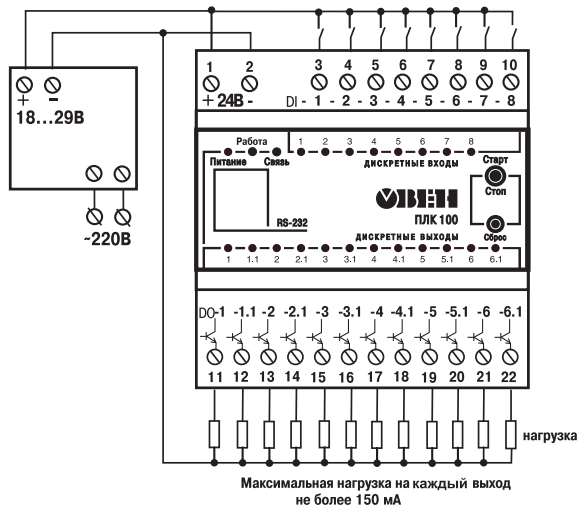 1 2 3 4 5 6 7 8 9 10
+ 24В - DI - 1 - 2 - 3 - 4 - 5 - 6 - 7 - 8
+ -
18...29В
~220В
Работа
Питание Связь
1 2 3 4 5 6 7 8
ДИСКРЕТНЫЕ ВХОДЫ
Старт
Стоп
ОВЕН
ПЛК 100
RS-232
ДИСКРЕТНЫЕ ВЫХОДЫ
Сброс
1 1.1 2 2.1 3 3.1 4 4.1 5 5.1 6 6.1
DO-1 -1.1 -2 -2.1 -3 -3.1 -4 -4.1 -5 -5.1 -6 -6.1
11 12 13 14 15 16 17 18 19 20 21 22
нагрузка
Максимальная нагрузка на каждый выход
не более 150 мА